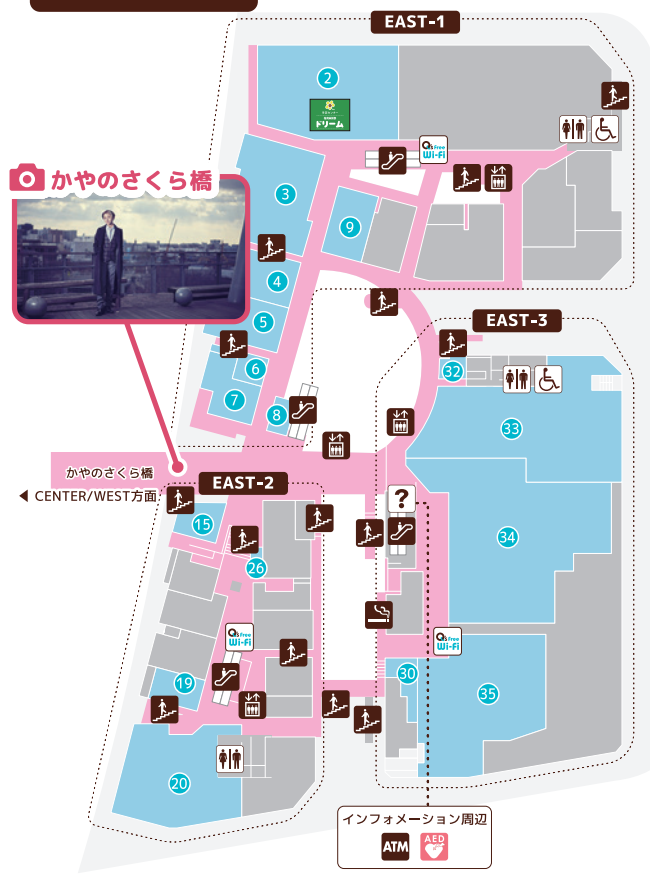 EAST-1
2
ドリーム
Q's Free
Wi-Fi
かやのさくら橋
3
9
4
5
EAST-3
6
32
7
8
33
かやのさくら橋
CENTER/WEST方面
EAST-2
?
15
34
26
Q's Free
Wi-Fi
Q's Free
Wi-Fi
19
30
35
20
インフォメーション周辺
ATM
AED